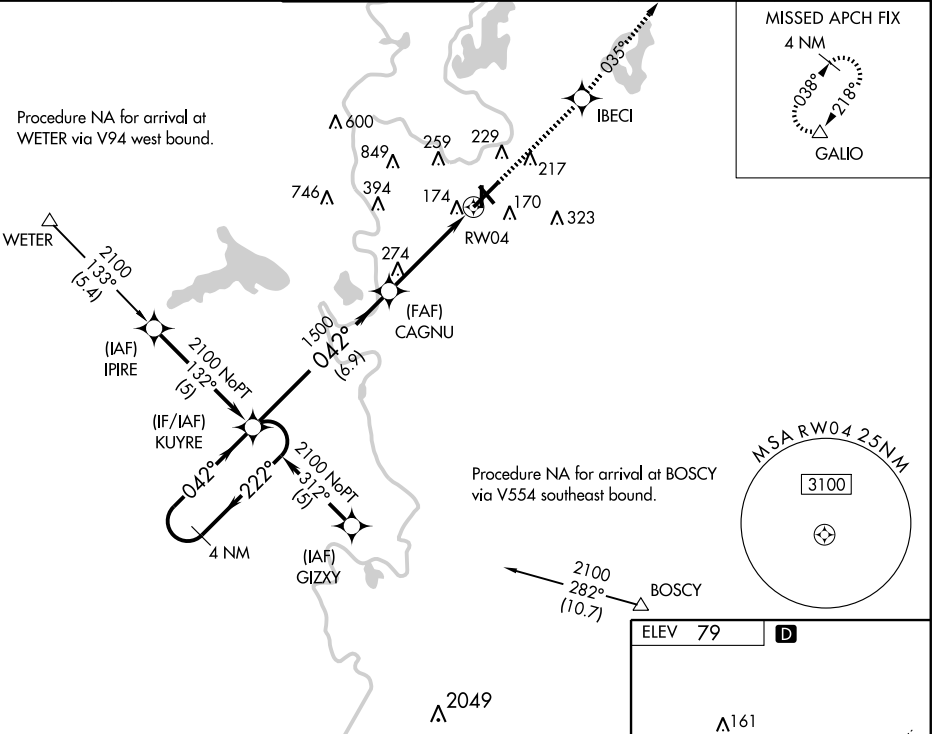 MISSED APCH FIX
4 NM
038°
218°
GALIO
035°
IBECI
Procedure NA for arrival at
WETER via V94 west bound.
600
849
259
229
217
746
394
174
170
323
RW04
WETER
2100
133°
(5.4)
274
(FAF)
CAGNU
1500
042°
(6.9)
(IAF)
IPIRE
2100 NoPT
132°
(5)
(IF/IAF)
KUYRE
042°
222°
4 NM
2100 NoPT
312°
(5)
(IAF)
GIZXY
Procedure NA for arrival at BOSCY
via V554 southeast bound.
MSA RW04 25NM
3100
2100
282°
(10.7)
BOSCY
ELEV 79
D
2049
161